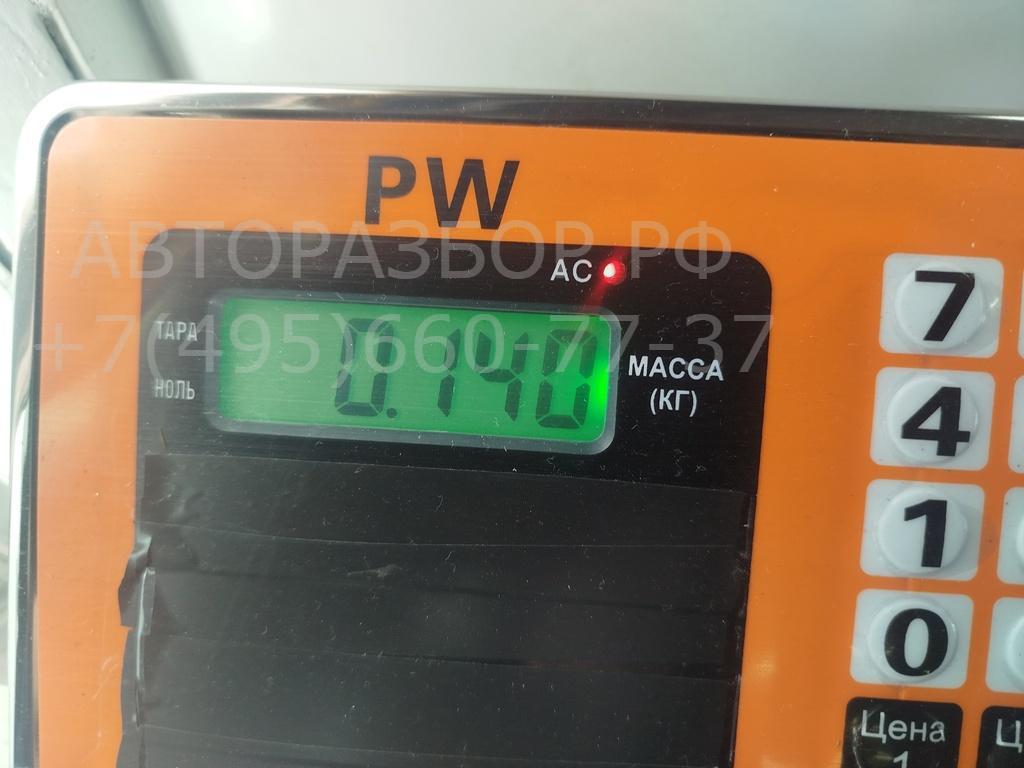 PW
АВТОРАЗБОР.РФ
+7(495)660-77-37
AC
ТАРА
НОЛЬ
0.140
МАССА
(КГ)
7
4
1
0
Цена
1
Ц